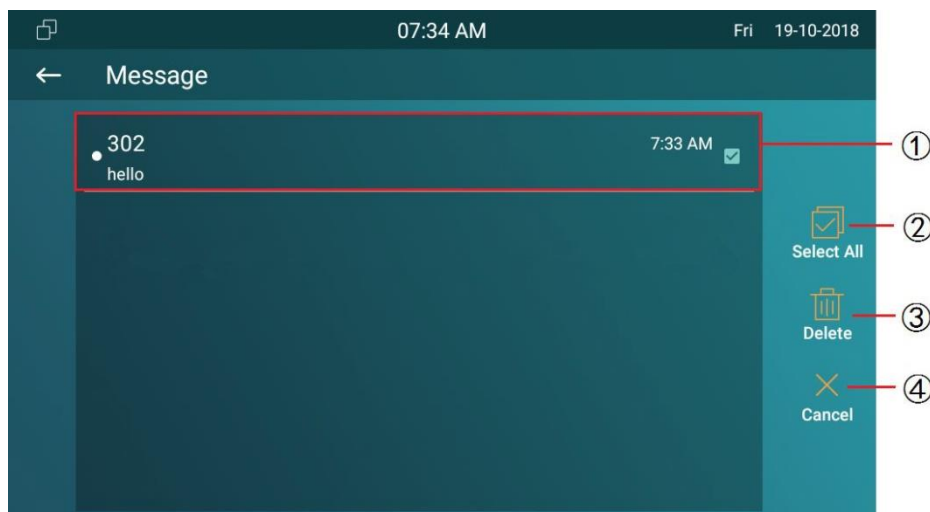 07:34 AM Fri 19-10-2018
Message
302 7:33 AM ①
hello
②
Select All
③
Delete
④
Cancel